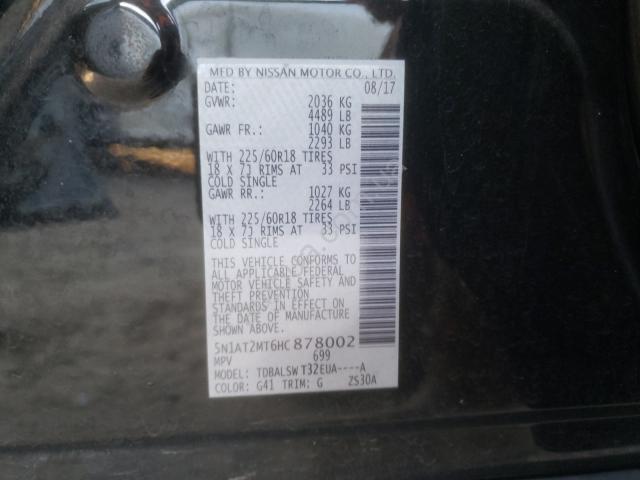 MFD BY NISSAN MOTOR CO., LTD.
DATE: 08/17
GVWR: 2036 KG
4489 LB
GAWR FR.: 1040 KG
2293 LB
WITH 225/60R18 TIRES
18 X 7J RIMS AT 33 PSI
COLD SINGLE
GAWR RR.: 1027 KG
2264 LB
WITH 225/60R18 TIRES
18 X 7J RIMS AT 33 PSI
COLD SINGLE
THIS VEHICLE CONFORMS TO
ALL APPLICABLE FEDERAL
MOTOR VEHICLE SAFETY AND
THEFT PREVENTION
STANDARDS IN EFFECT ON
THE DATE OF MANUFACTURE
SHOWN ABOVE.
5N1AT2MT6HC878002
MPV 699
MODEL: TDBALSW T32EUA----A
COLOR: G41 TRIM: G ZS30A